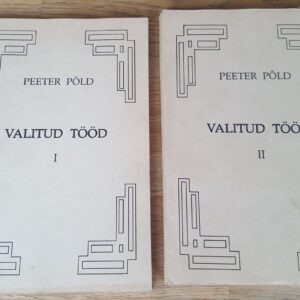 PEETER PÕLD
VALITUD TÖÖD
I
PEETER PÕLD
VALITUD TÖÖ
II